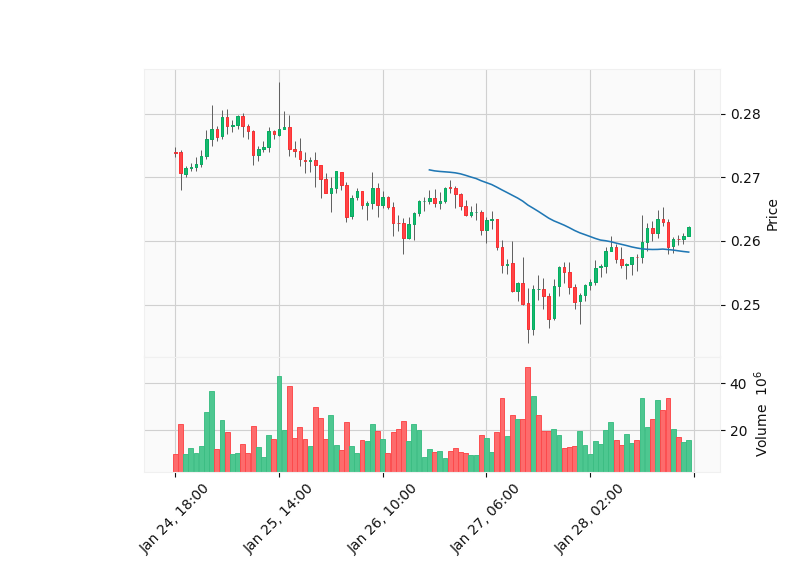 0.28
0.27
0.26
0.25
Price
40
20
Volume 10^6
Jan 24, 18:00
Jan 25, 14:00
Jan 26, 10:00
Jan 27, 06:00
Jan 28, 02:00